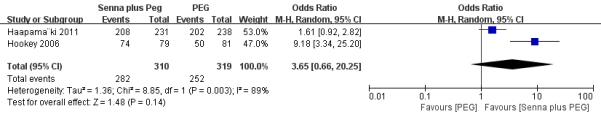 Senna plus Peg PEG Odds Ratio Odds Ratio
Study or Subgroup Events Total Events Total Weight M-H, Random, 95% CI M-H, Random, 95% CI
Haapama¨ki 2011 208 231 202 238 53.0% 1.61 [0.92, 2.82]
Hookey 2006 74 79 50 81 47.0% 9.18 [3.34, 25.20]
Total (95% CI) 310 319 100.0% 3.65 [0.66, 20.25]
Total events 282 252
Heterogeneity: Tau² = 1.36; Chi² = 8.85, df = 1 (P = 0.003); I² = 89%
Test for overall effect: Z = 1.48 (P = 0.14)
0.01 0.1 1 10 100
Favours [PEG] Favours [Senna plus Peg]